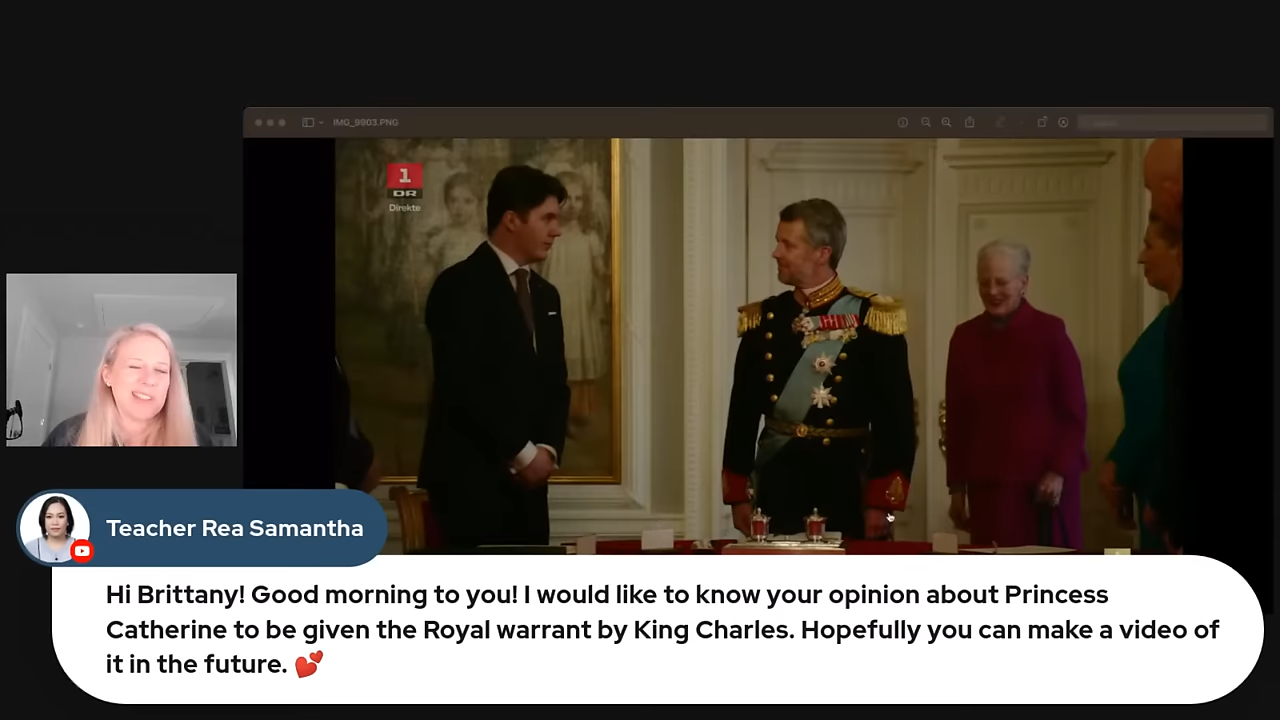 IMG_9903.PNG
1
DR
Direkte
Teacher Rea Samantha
Hi Brittany! Good morning to you! I would like to know your opinion about Princess
Catherine to be given the Royal warrant by King Charles. Hopefully you can make a video of
it in the future. 💕